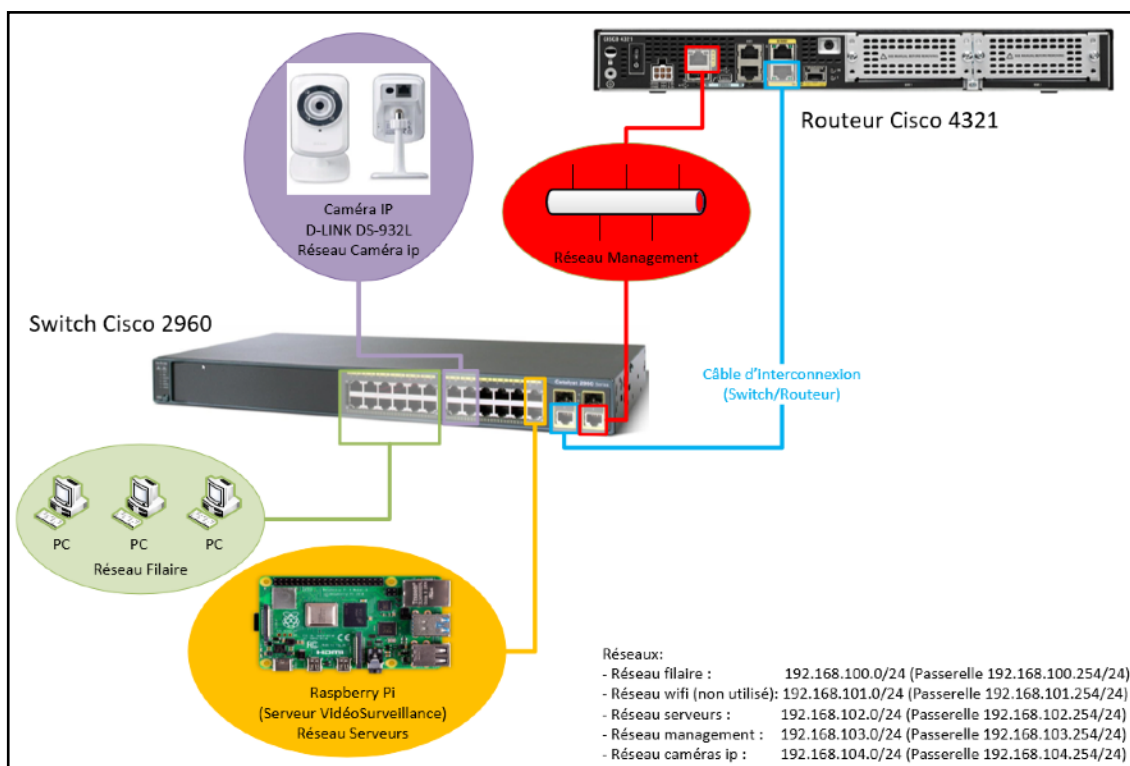 CISCO 4321
Routeur Cisco 4321
Caméra IP
D-LINK DS-932L
Réseau Caméra ip
Réseau Management
Switch Cisco 2960
Catalyst 2960 Series
Câble d'interconnexion
(Switch/Routeur)
PC
PC
PC
Réseau Filaire
Raspberry Pi
(Serveur VidéoSurveillance)
Réseau Serveurs
Réseaux:
- Réseau filaire : 192.168.100.0/24 (Passerelle 192.168.100.254/24)
- Réseau wifi (non utilisé): 192.168.101.0/24 (Passerelle 192.168.101.254/24)
- Réseau serveurs : 192.168.102.0/24 (Passerelle 192.168.102.254/24)
- Réseau management : 192.168.103.0/24 (Passerelle 192.168.103.254/24)
- Réseau caméras ip : 192.168.104.0/24 (Passerelle 192.168.104.254/24)